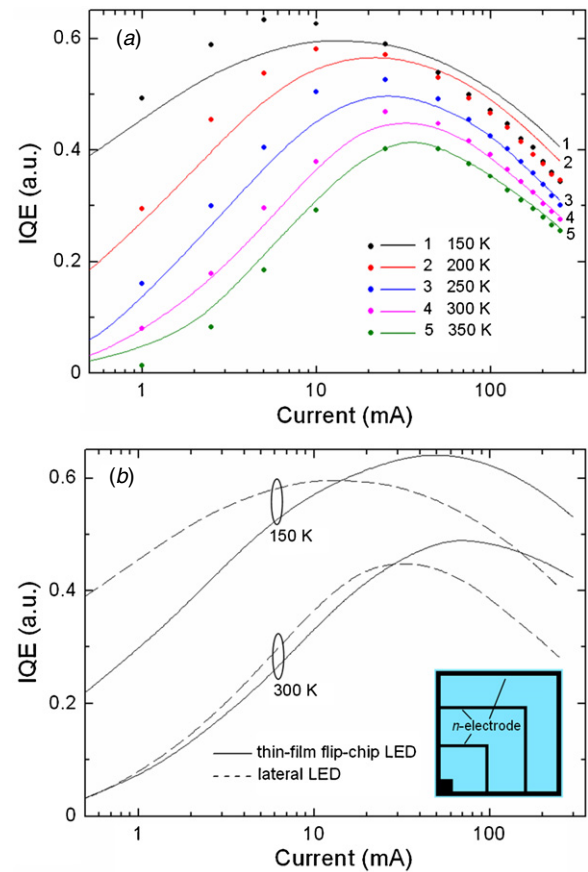 (a)
0.6
0.4
0.2
0
IQE (a.u.)
1
2
3
4
5
1 150 K
2 200 K
3 250 K
4 300 K
5 350 K
1 10 100
Current (mA)
(b)
0.6
0.4
0.2
0
IQE (a.u.)
150 K
300 K
n-electrode
thin-film flip-chip LED
lateral LED
1 10 100
Current (mA)